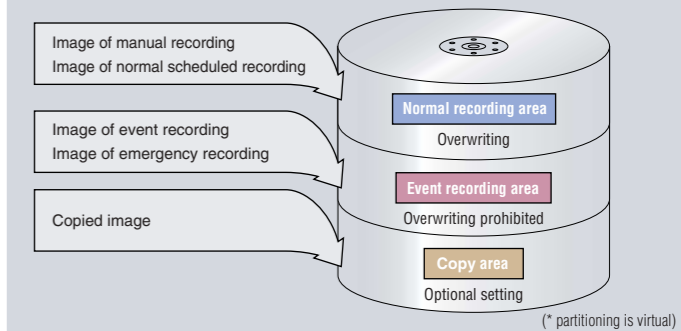 Image of manual recording
Image of normal scheduled recording
Normal recording area
Overwriting
Image of event recording
Image of emergency recording
Event recording area
Overwriting prohibited
Copied image
Copy area
Optional setting
(* partitioning is virtual)